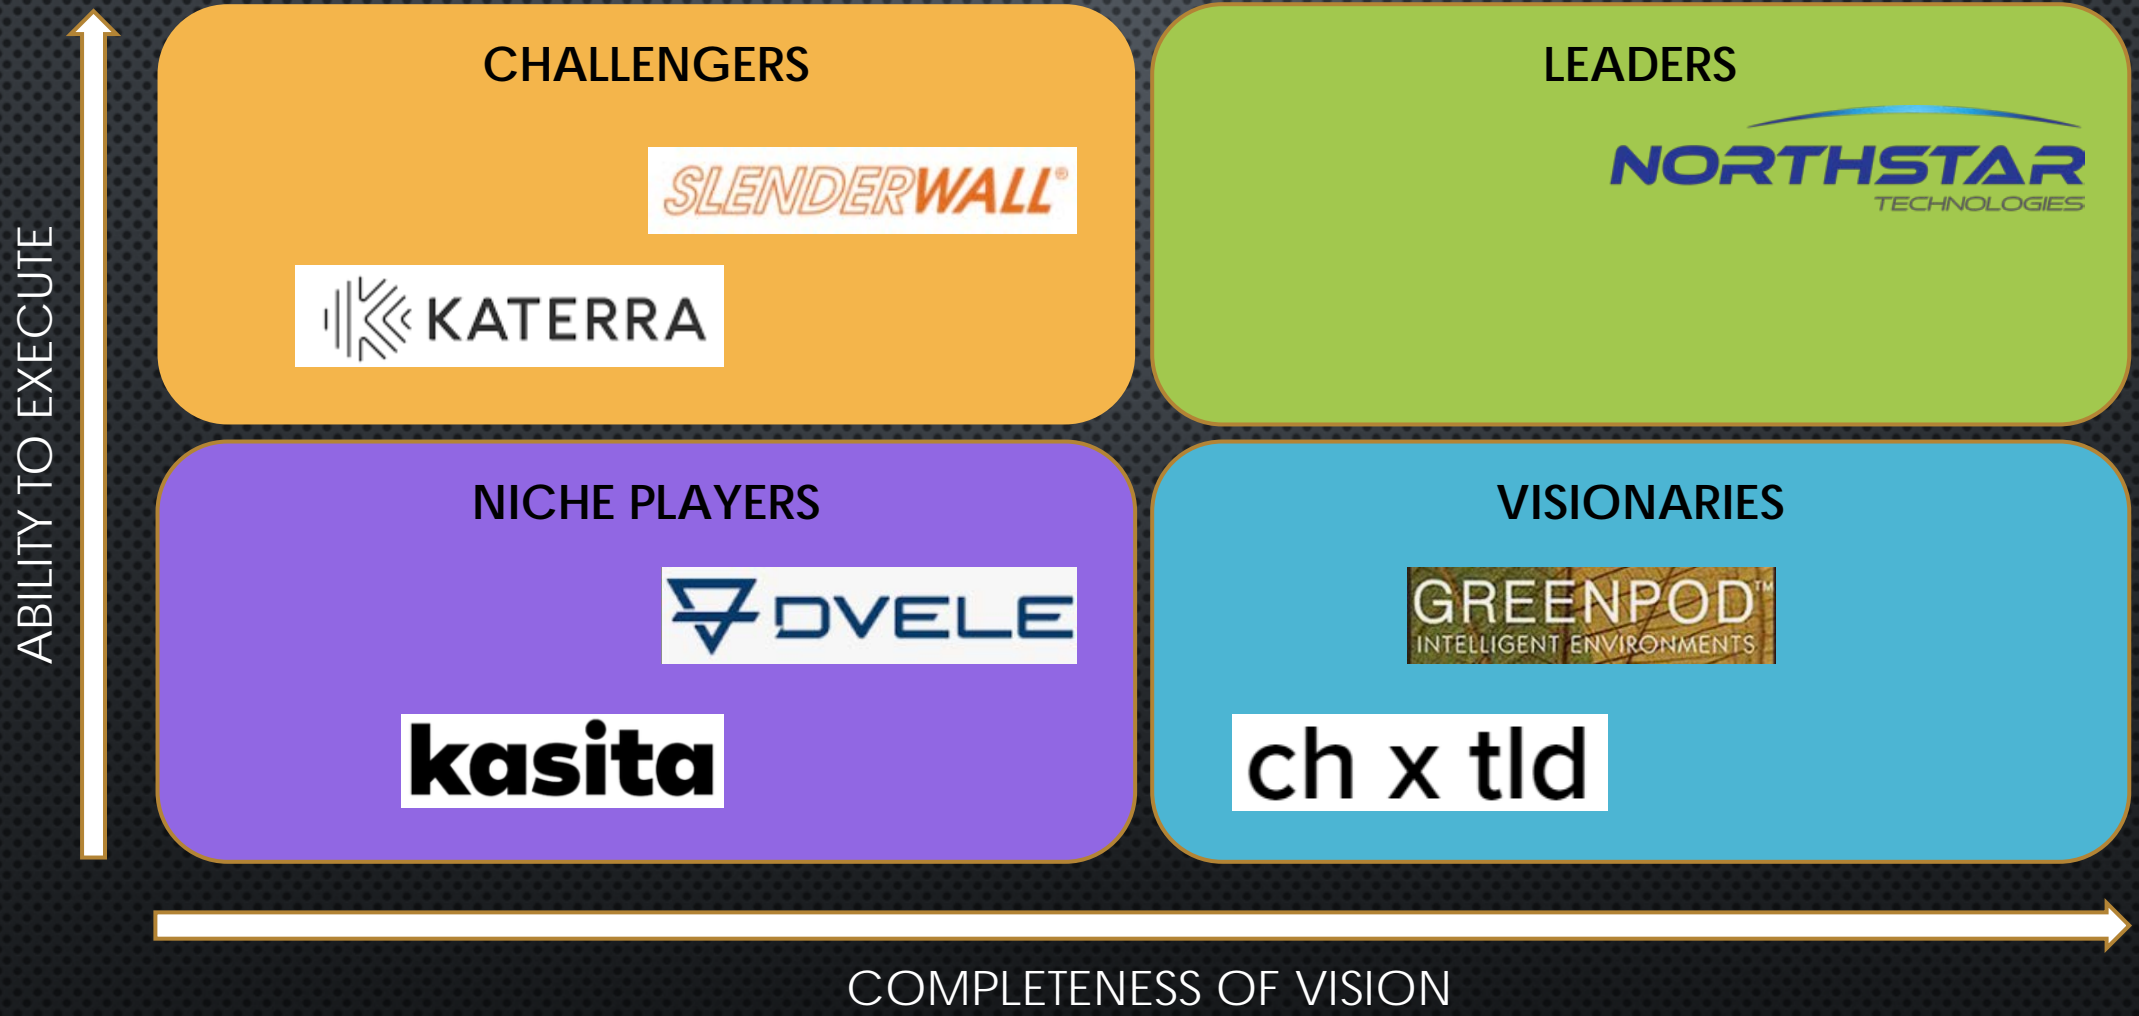 CHALLENGERS
SLENDERWALL®
KATERRA
LEADERS
NORTHSTAR
TECHNOLOGIES
NICHE PLAYERS
DVELE
kasita
VISIONARIES
GREENPOD™
INTELLIGENT ENVIRONMENTS
ch x tld
ABILITY TO EXECUTE
COMPLETENESS OF VISION